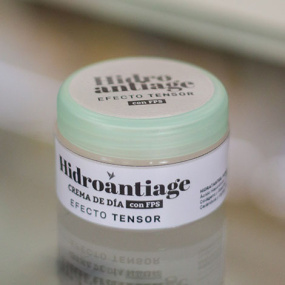 Hidro
antiage
EFECTO TENSOR
con FPS
Hidroantiage
CREMA DE DÍA con FPS
EFECTO TENSOR